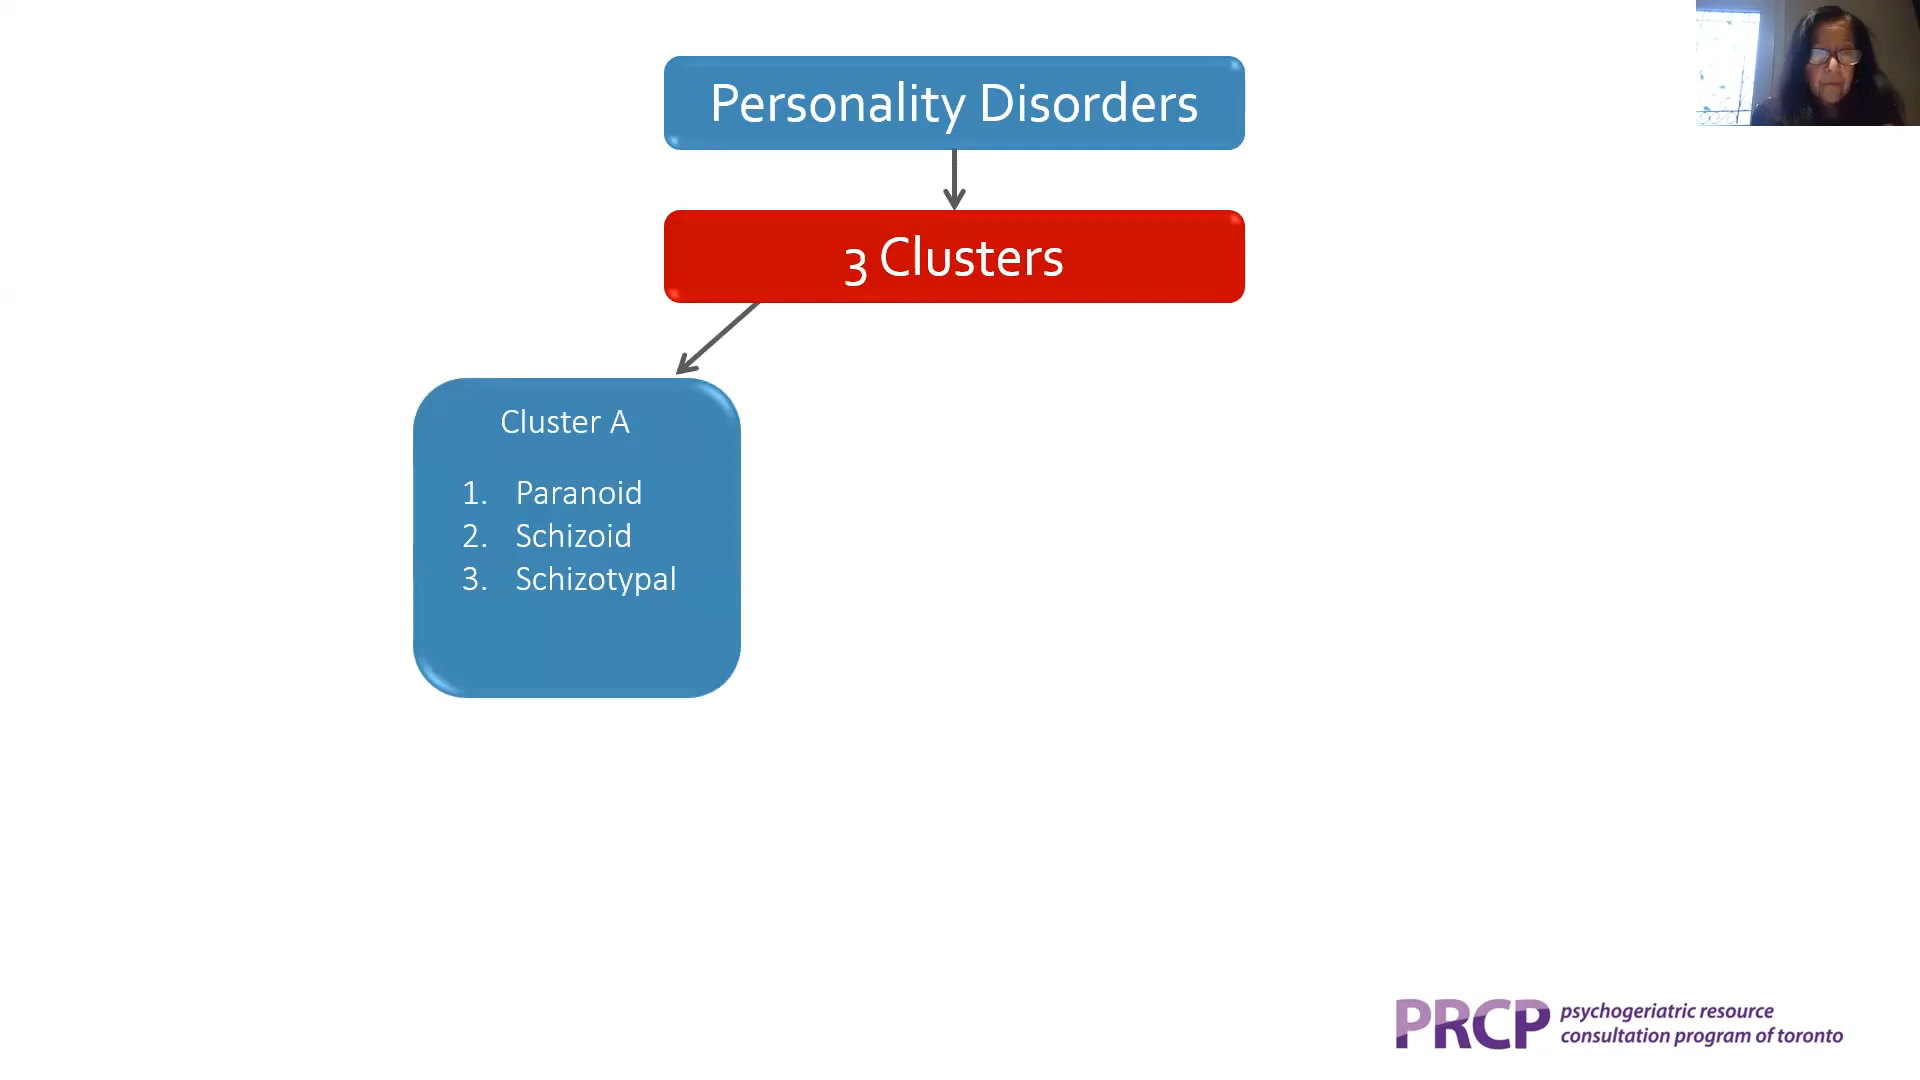 Personality Disorders
3 Clusters
Cluster A
1. Paranoid
2. Schizoid
3. Schizotypal
PRCP psychogeriatric resource
consultation program of toronto